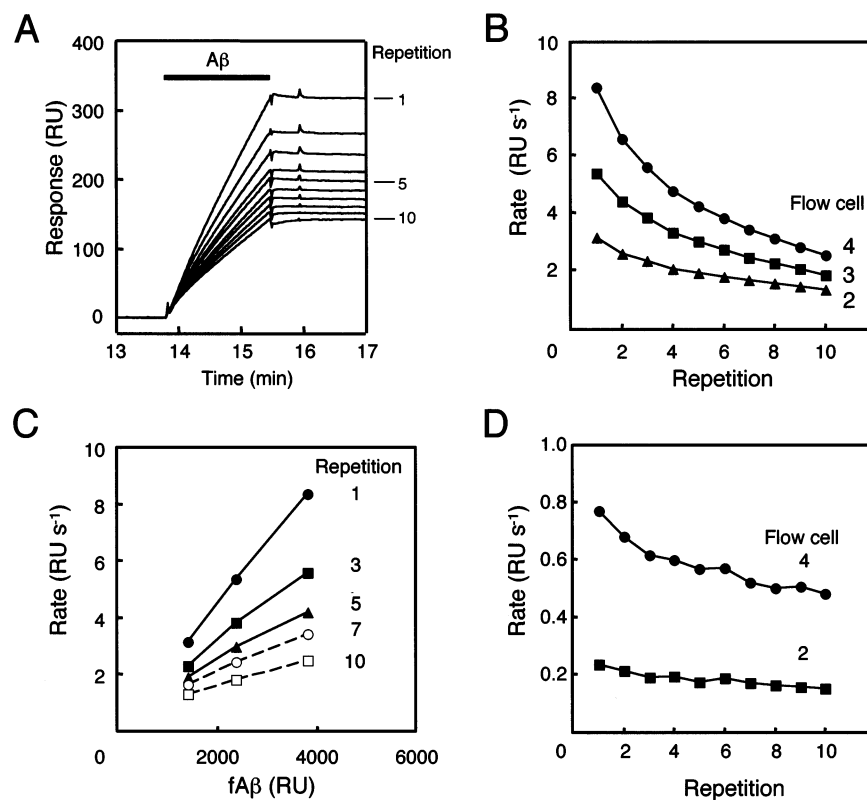 A
400
300
200
100
0
Response (RU)
Aβ
Repetition
1
5
10
13 14 15 16 17
Time (min)
B
10
8
6
4
2
0
Rate (RU s-1)
Flow cell
4
3
2
2 4 6 8 10
Repetition
C
10
8
6
4
2
0
Rate (RU s-1)
Repetition
1
3
5
7
10
2000 4000 6000
fAβ (RU)
D
1.0
0.8
0.6
0.4
0.2
0
Rate (RU s-1)
Flow cell
4
2
2 4 6 8 10
Repetition